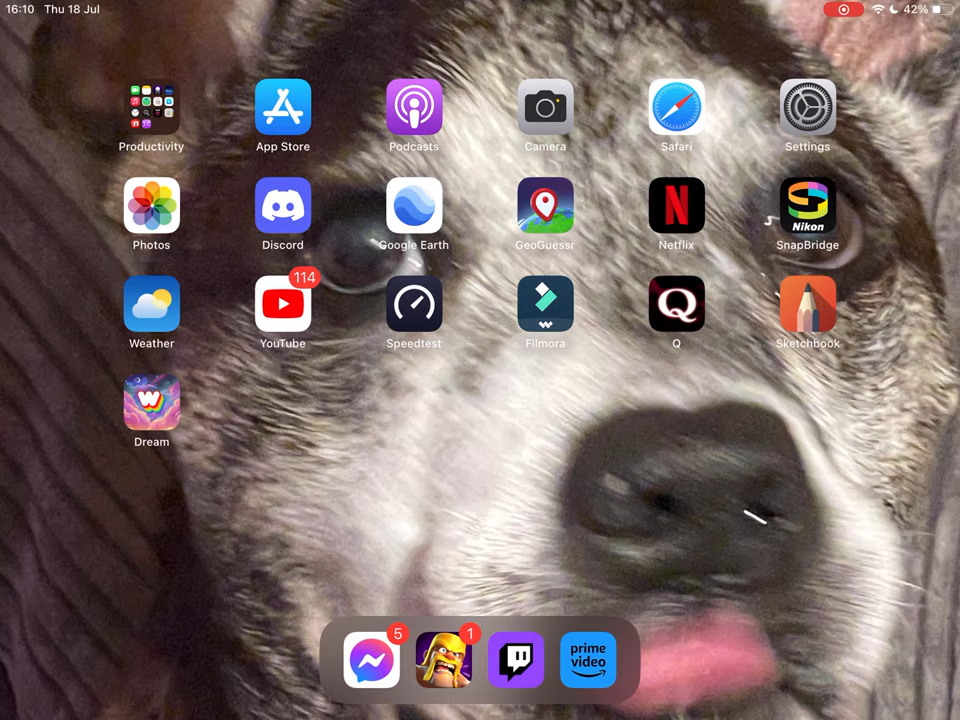 16:10 Thu 18 Jul 42%
Productivity App Store Podcasts Camera Safari Settings
Nikon
Photos Discord Google Earth GeoGuessr Netflix SnapBridge
114
Weather YouTube Speedtest Filmora Q Sketchbook
Dream
5 1
prime
video